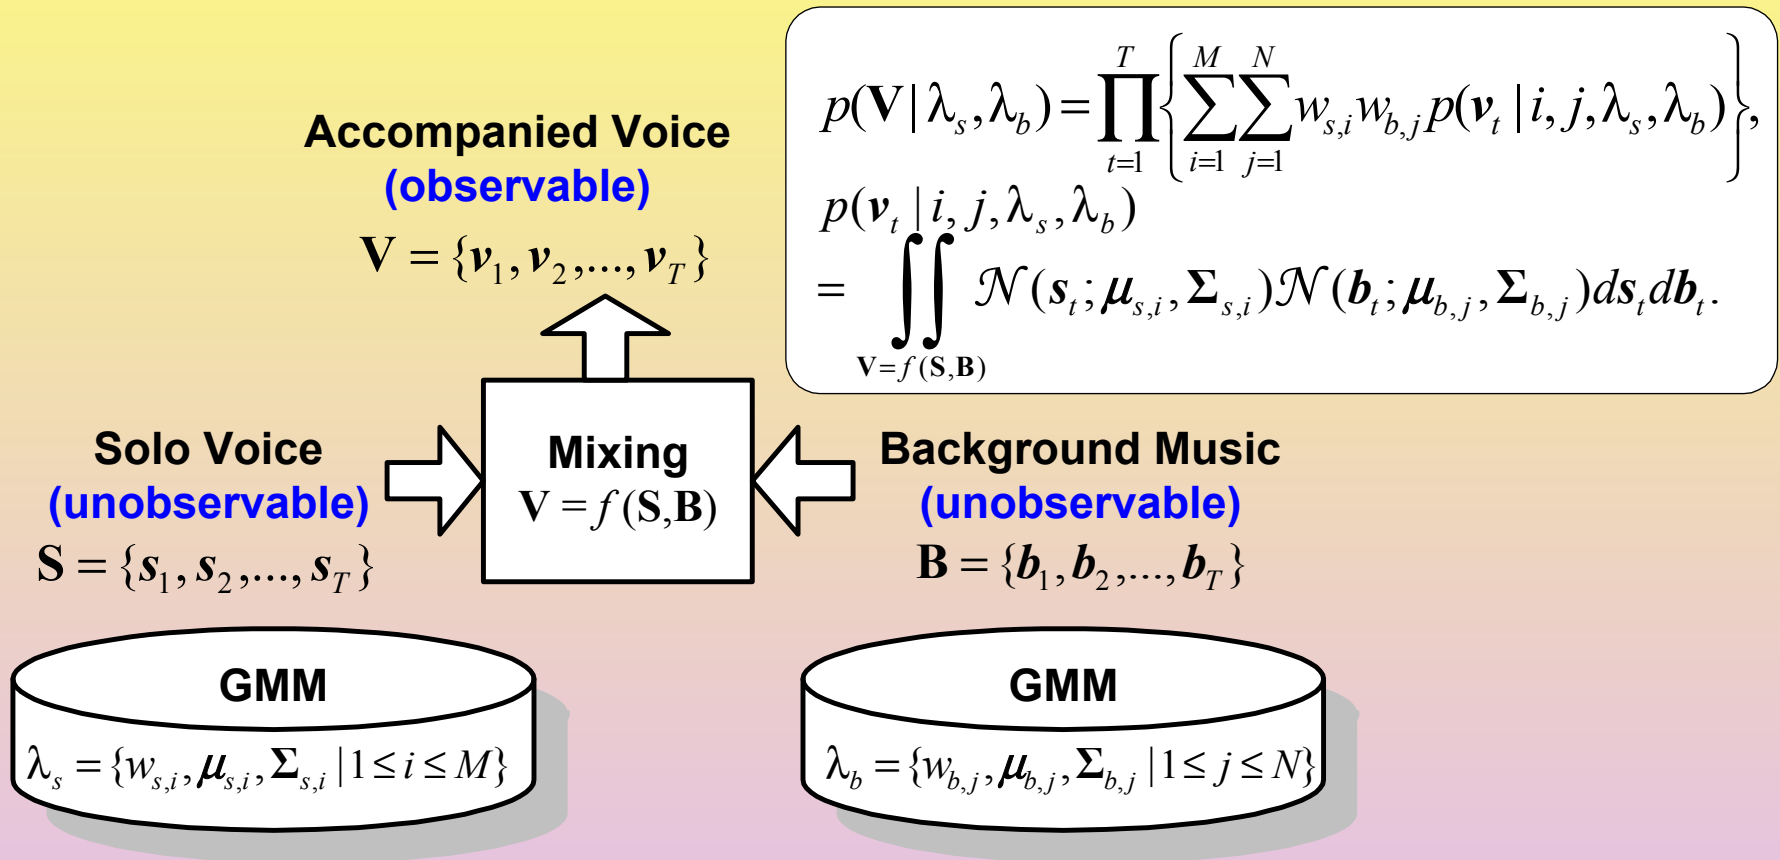 p(V | λ_s, λ_b) = ∏_{t=1}^{T} { ∑_{i=1}^{M} ∑_{j=1}^{N} w_{s,i} w_{b,j} p(v_t | i, j, λ_s, λ_b) },
p(v_t | i, j, λ_s, λ_b)
= ∬_{V=f(S,B)} 𝒩(s_t; μ_{s,i}, Σ_{s,i}) 𝒩(b_t; μ_{b,j}, Σ_{b,j}) ds_t db_t.
Accompanied Voice
(observable)
V = {v_1, v_2,..., v_T}
Solo Voice
(unobservable)
S = {s_1, s_2,..., s_T}
Mixing
V = f(S,B)
Background Music
(unobservable)
B = {b_1, b_2,..., b_T}
GMM
λ_s = {w_{s,i}, μ_{s,i}, Σ_{s,i} | 1 ≤ i ≤ M}
GMM
λ_b = {w_{b,j}, μ_{b,j}, Σ_{b,j} | 1 ≤ j ≤ N}